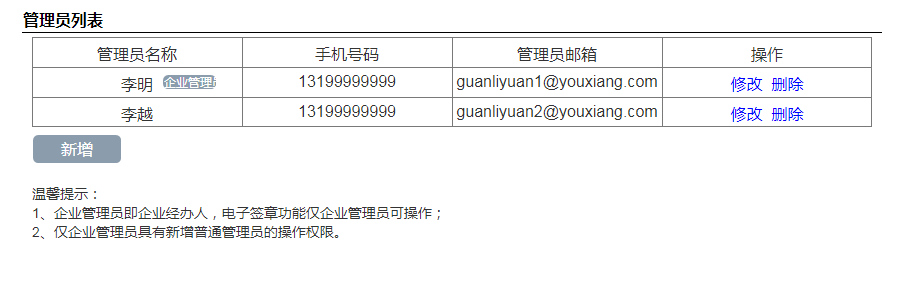 管理员列表
管理员名称 手机号码 管理员邮箱 操作
李明 企业管理 13199999999 guanliyuan1@youxiang.com 修改 删除
李越 13199999999 guanliyuan2@youxiang.com 修改 删除
新增
温馨提示：
1、企业管理员即企业经办人，电子签章功能仅企业管理员可操作；
2、仅企业管理员具有新增普通管理员的操作权限。